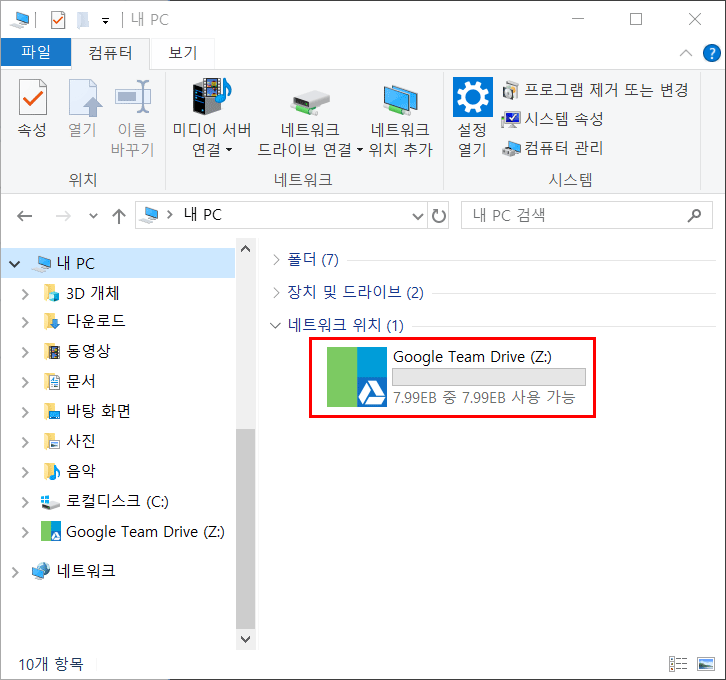 내 PC
파일 컴퓨터 보기
속성
열기
이름
바꾸기
위치
미디어 서버
연결
네트워크
드라이브 연결
네트워크
위치 추가
네트워크
설정
열기
프로그램 제거 또는 변경
시스템 속성
컴퓨터 관리
시스템
내 PC
내 PC 검색
내 PC
3D 개체
다운로드
동영상
문서
바탕 화면
사진
음악
로컬디스크 (C:)
Google Team Drive (Z:)
네트워크
폴더 (7)
장치 및 드라이브 (2)
네트워크 위치 (1)
Google Team Drive (Z:)
7.99EB 중 7.99EB 사용 가능
10개 항목